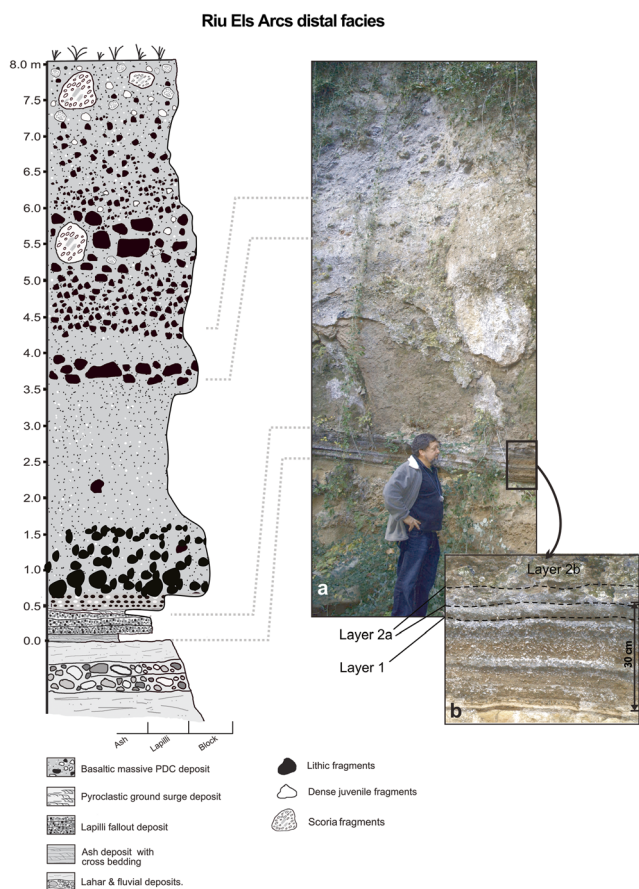 Riu Els Arcs distal facies
8.0 m
7.5
7.0
6.5
6.0
5.5
5.0
4.5
4.0
3.5
2.5
2.0
1.5
1.0
0.5
0.0
Ash
Lapilli
Block
a
Layer 2b
Layer 2a
Layer 1
30 cm
b
Basaltic massive PDC deposit
Pyroclastic ground surge deposit
Lapilli fallout deposit
Ash deposit with
cross bedding
Lahar & fluvial deposits.
Lithic fragments
Dense juvenile fragments
Scoria fragments